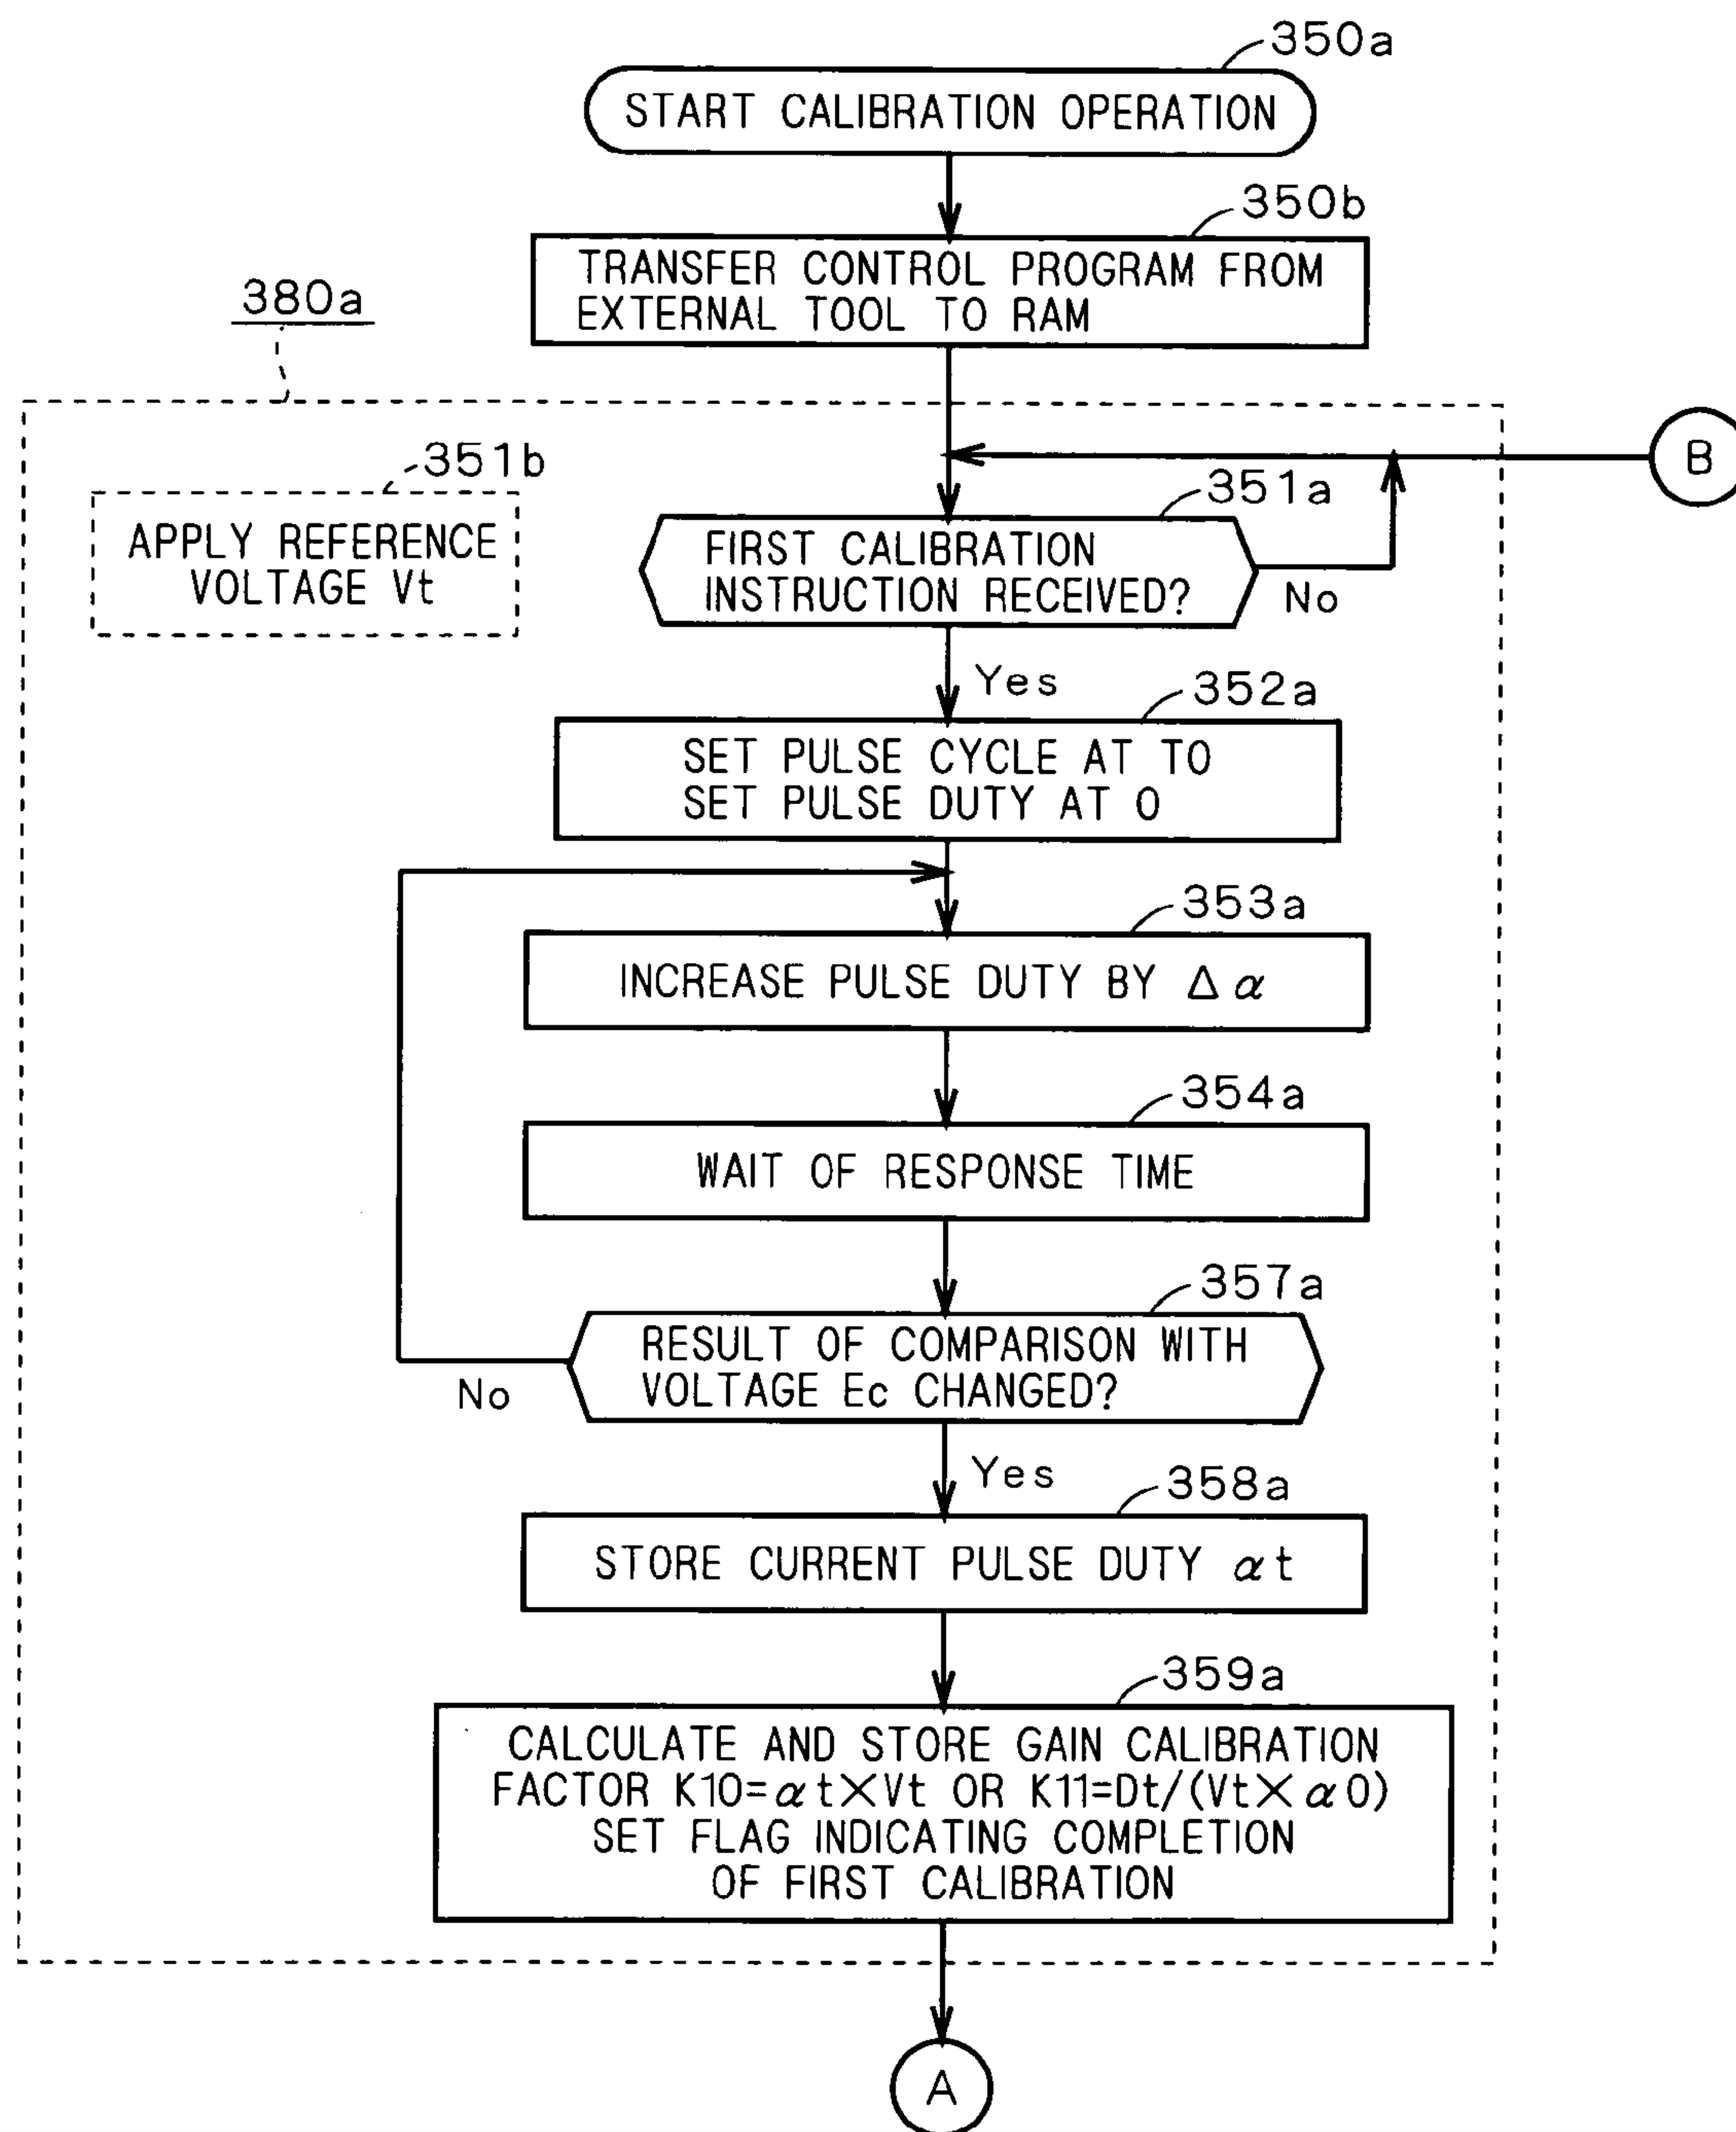 350a
START CALIBRATION OPERATION
350b
TRANSFER CONTROL PROGRAM FROM
EXTERNAL TOOL TO RAM
380a
B
351b
APPLY REFERENCE
VOLTAGE Vt
351a
FIRST CALIBRATION
INSTRUCTION RECEIVED?
No
Yes
352a
SET PULSE CYCLE AT T0
SET PULSE DUTY AT 0
353a
INCREASE PULSE DUTY BY Δα
354a
WAIT OF RESPONSE TIME
357a
RESULT OF COMPARISON WITH
VOLTAGE Ec CHANGED?
No
Yes
358a
STORE CURRENT PULSE DUTY αt
359a
CALCULATE AND STORE GAIN CALIBRATION
FACTOR K10=αt×Vt OR K11=Dt/(Vt×α0)
SET FLAG INDICATING COMPLETION
OF FIRST CALIBRATION
A